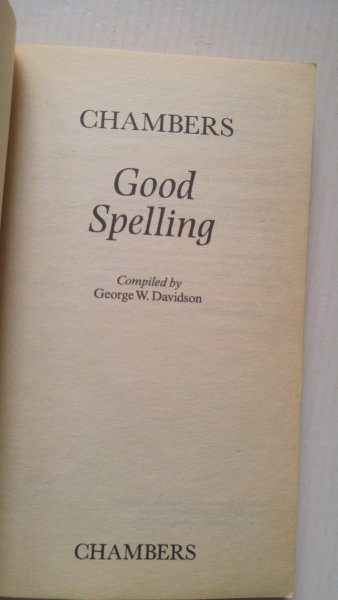 CHAMBERS
Good
Spelling
Compiled by
George W. Davidson
CHAMBERS